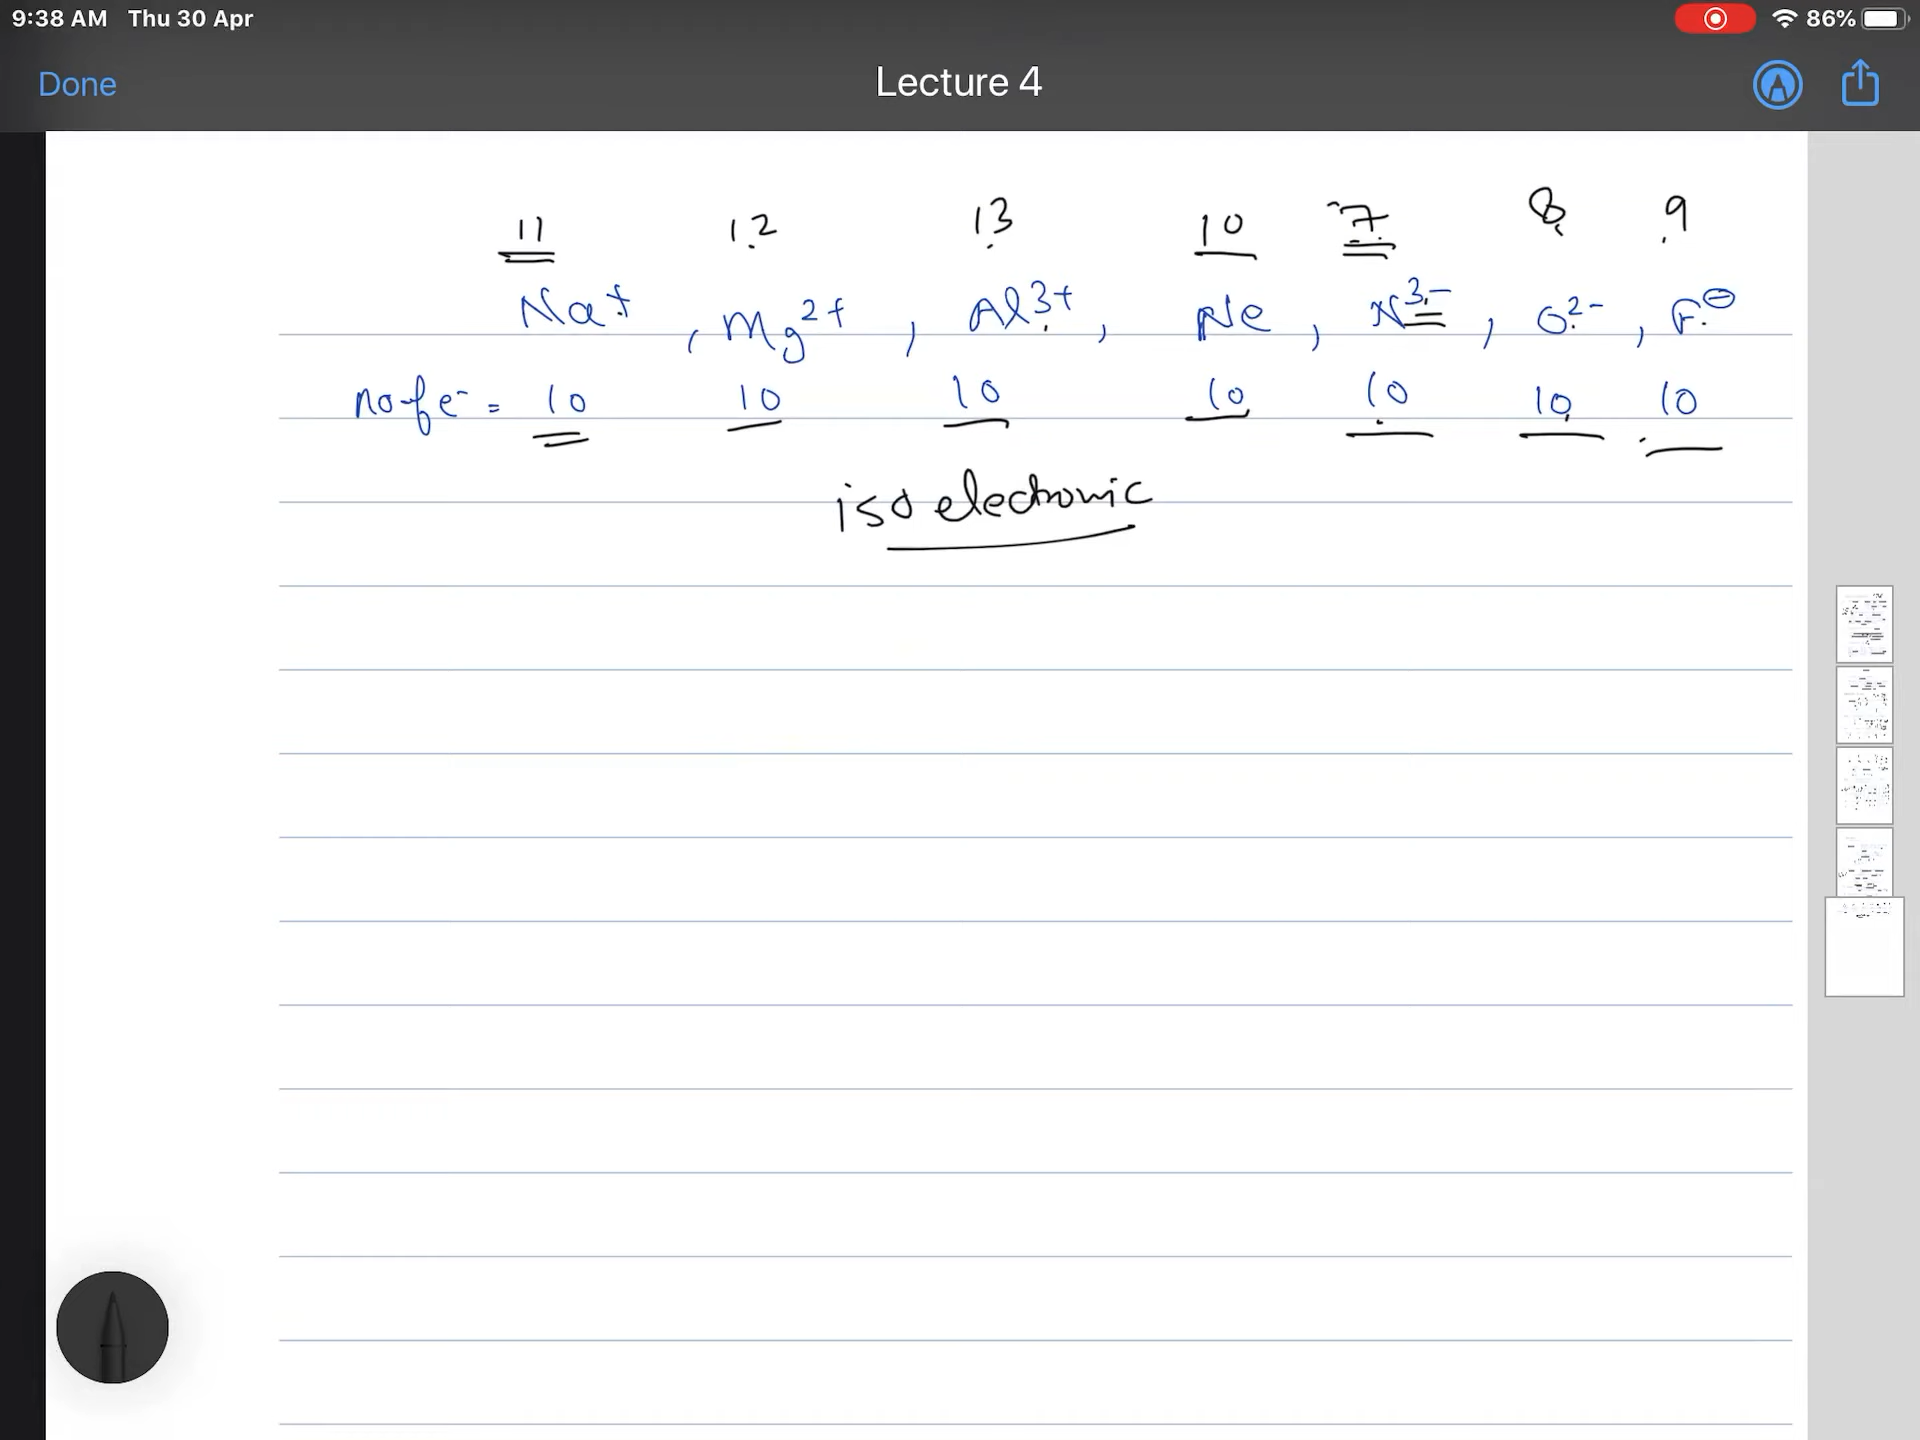 9:38 AM Thu 30 Apr 86%
Done Lecture 4
11 12 13 10 7 8 9
Na+ , Mg2+ , Al3+ , Ne , N3- , O2- , F⊖
no of e- = 10 10 10 10 10 10 10
iso electronic